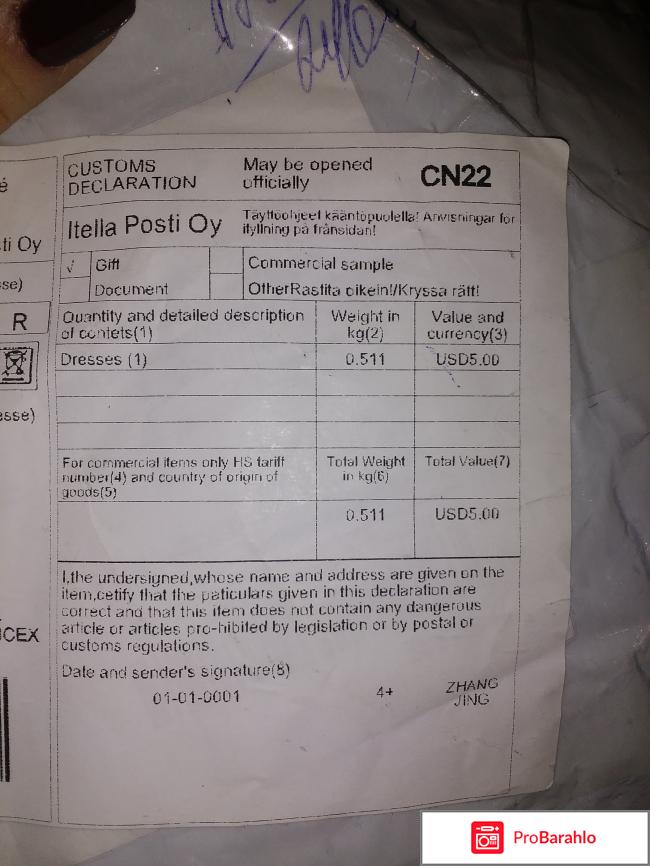 CUSTOMS DECLARATION
May be opened officially
CN22
Itella Posti Oy
Täyttöohjeet kääntöpuolella! Anvisningar för
ifyllning på frånsidan!
√ Gift
Commercial sample
Document
OtherRastita oikein!/Kryssa rätt!
Quantity and detailed description
of contets(1)
Weight in
kg(2)
Value and
currency(3)
Dresses (1)
0.511
USD5.00
For commercial items only HS tariff
number(4) and country of origin of
goods(5)
Total Weight
in kg(6)
Total Value(7)
0.511
USD5.00
I,the undersigned,whose name and address are given on the
item,cetify that the paticulars given in this declaration are
correct and that this item does not contain any dangerous
article or articles pro-hibited by legislation or by postal or
customs regulations.
Date and sender's signature(8)
01-01-0001
4+
ZHANG
JING
é
ti Oy
sse)
R
esse)
ICEX
ProBarahlo